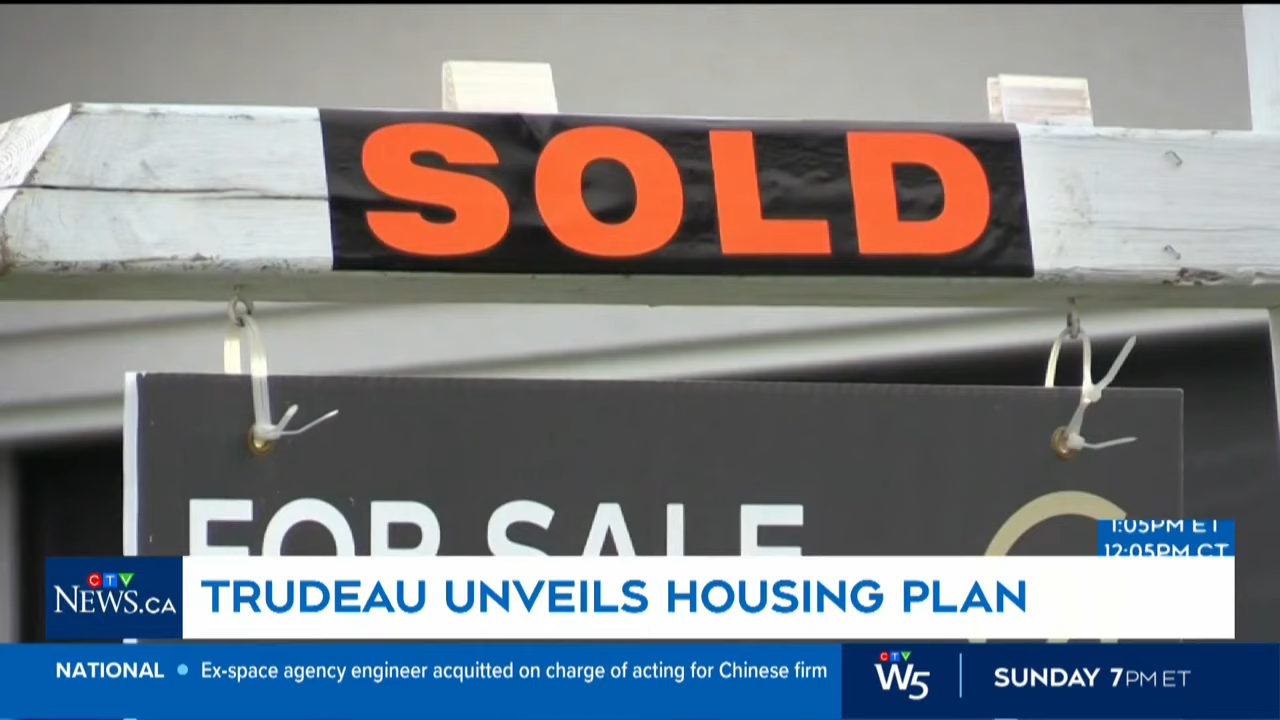 SOLD
FOR SALE
1:05PM ET
12:05PM CT
CTV
NEWS.CA
TRUDEAU UNVEILS HOUSING PLAN
NATIONAL • Ex-space agency engineer acquitted on charge of acting for Chinese firm
CTV
W5
SUNDAY 7PM ET